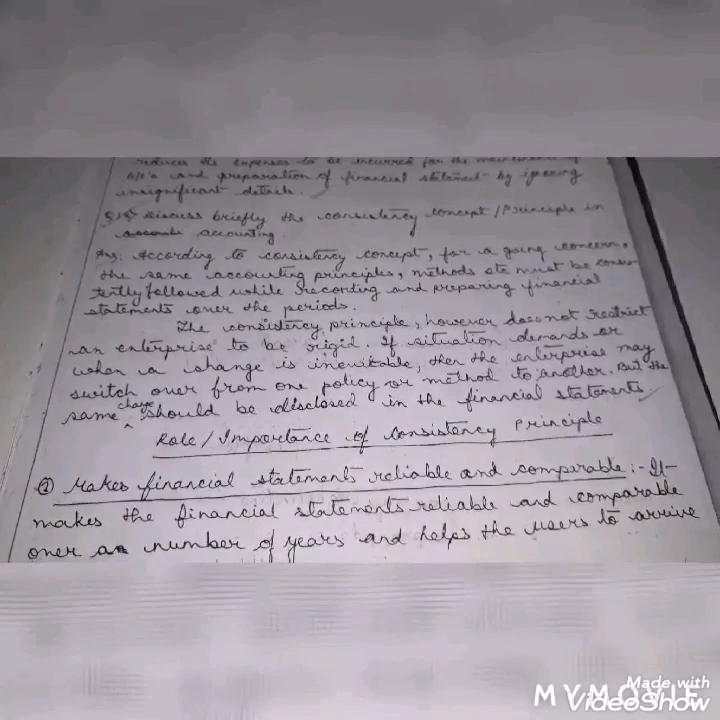 reduces the expenses to be incurred for the
A/c's and preparation of financial statement by ignoring
insignificant details.
Discuss briefly the consistency concept/Principle in
accounting.
Ans: According to consistency concept, for a going concern,
the same accounting principles, methods etc must be consis-
tently followed while recording and preparing financial
statements over the periods.
The consistency principle, however does not restrict
an enterprise to be rigid. If situation demands or
when a change is inevitable, then the enterprise may
switch over from one policy or method to another. But the
same change should be disclosed in the financial statements.
Role/Importance of Consistency Principle
Makes financial statements reliable and comparable:- It
makes the financial statements reliable and comparable
over a number of years and helps the users to arrive
Made with
MYMOVIE
VideoShow